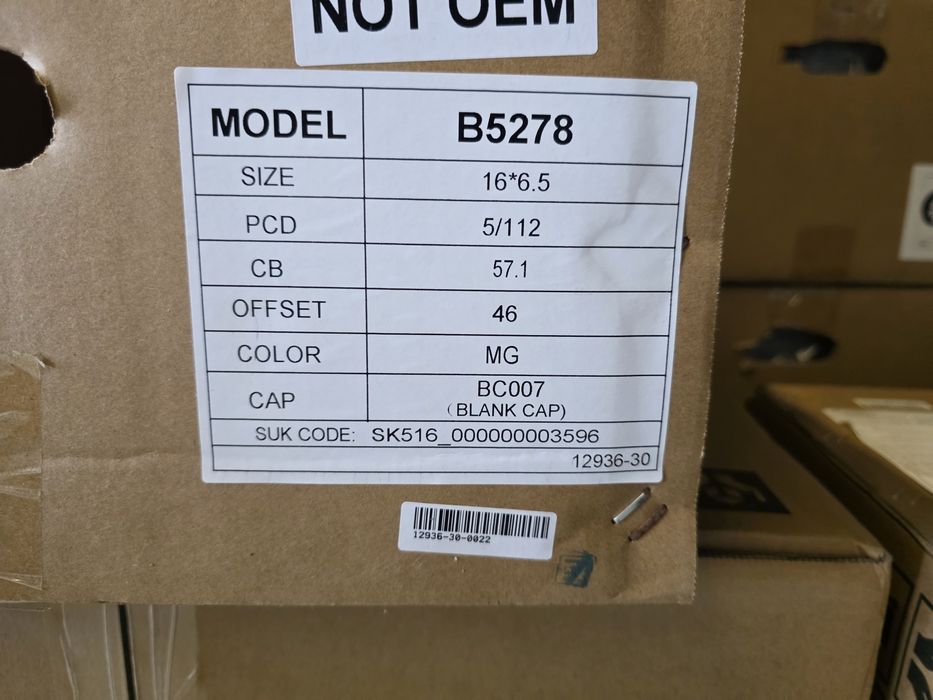 NOT OEM
MODEL B5278
SIZE 16*6.5
PCD 5/112
CB 57.1
OFFSET 46
COLOR MG
CAP BC007
(BLANK CAP)
SUK CODE: SK516_000000003596
12936-30
12936-30-0022